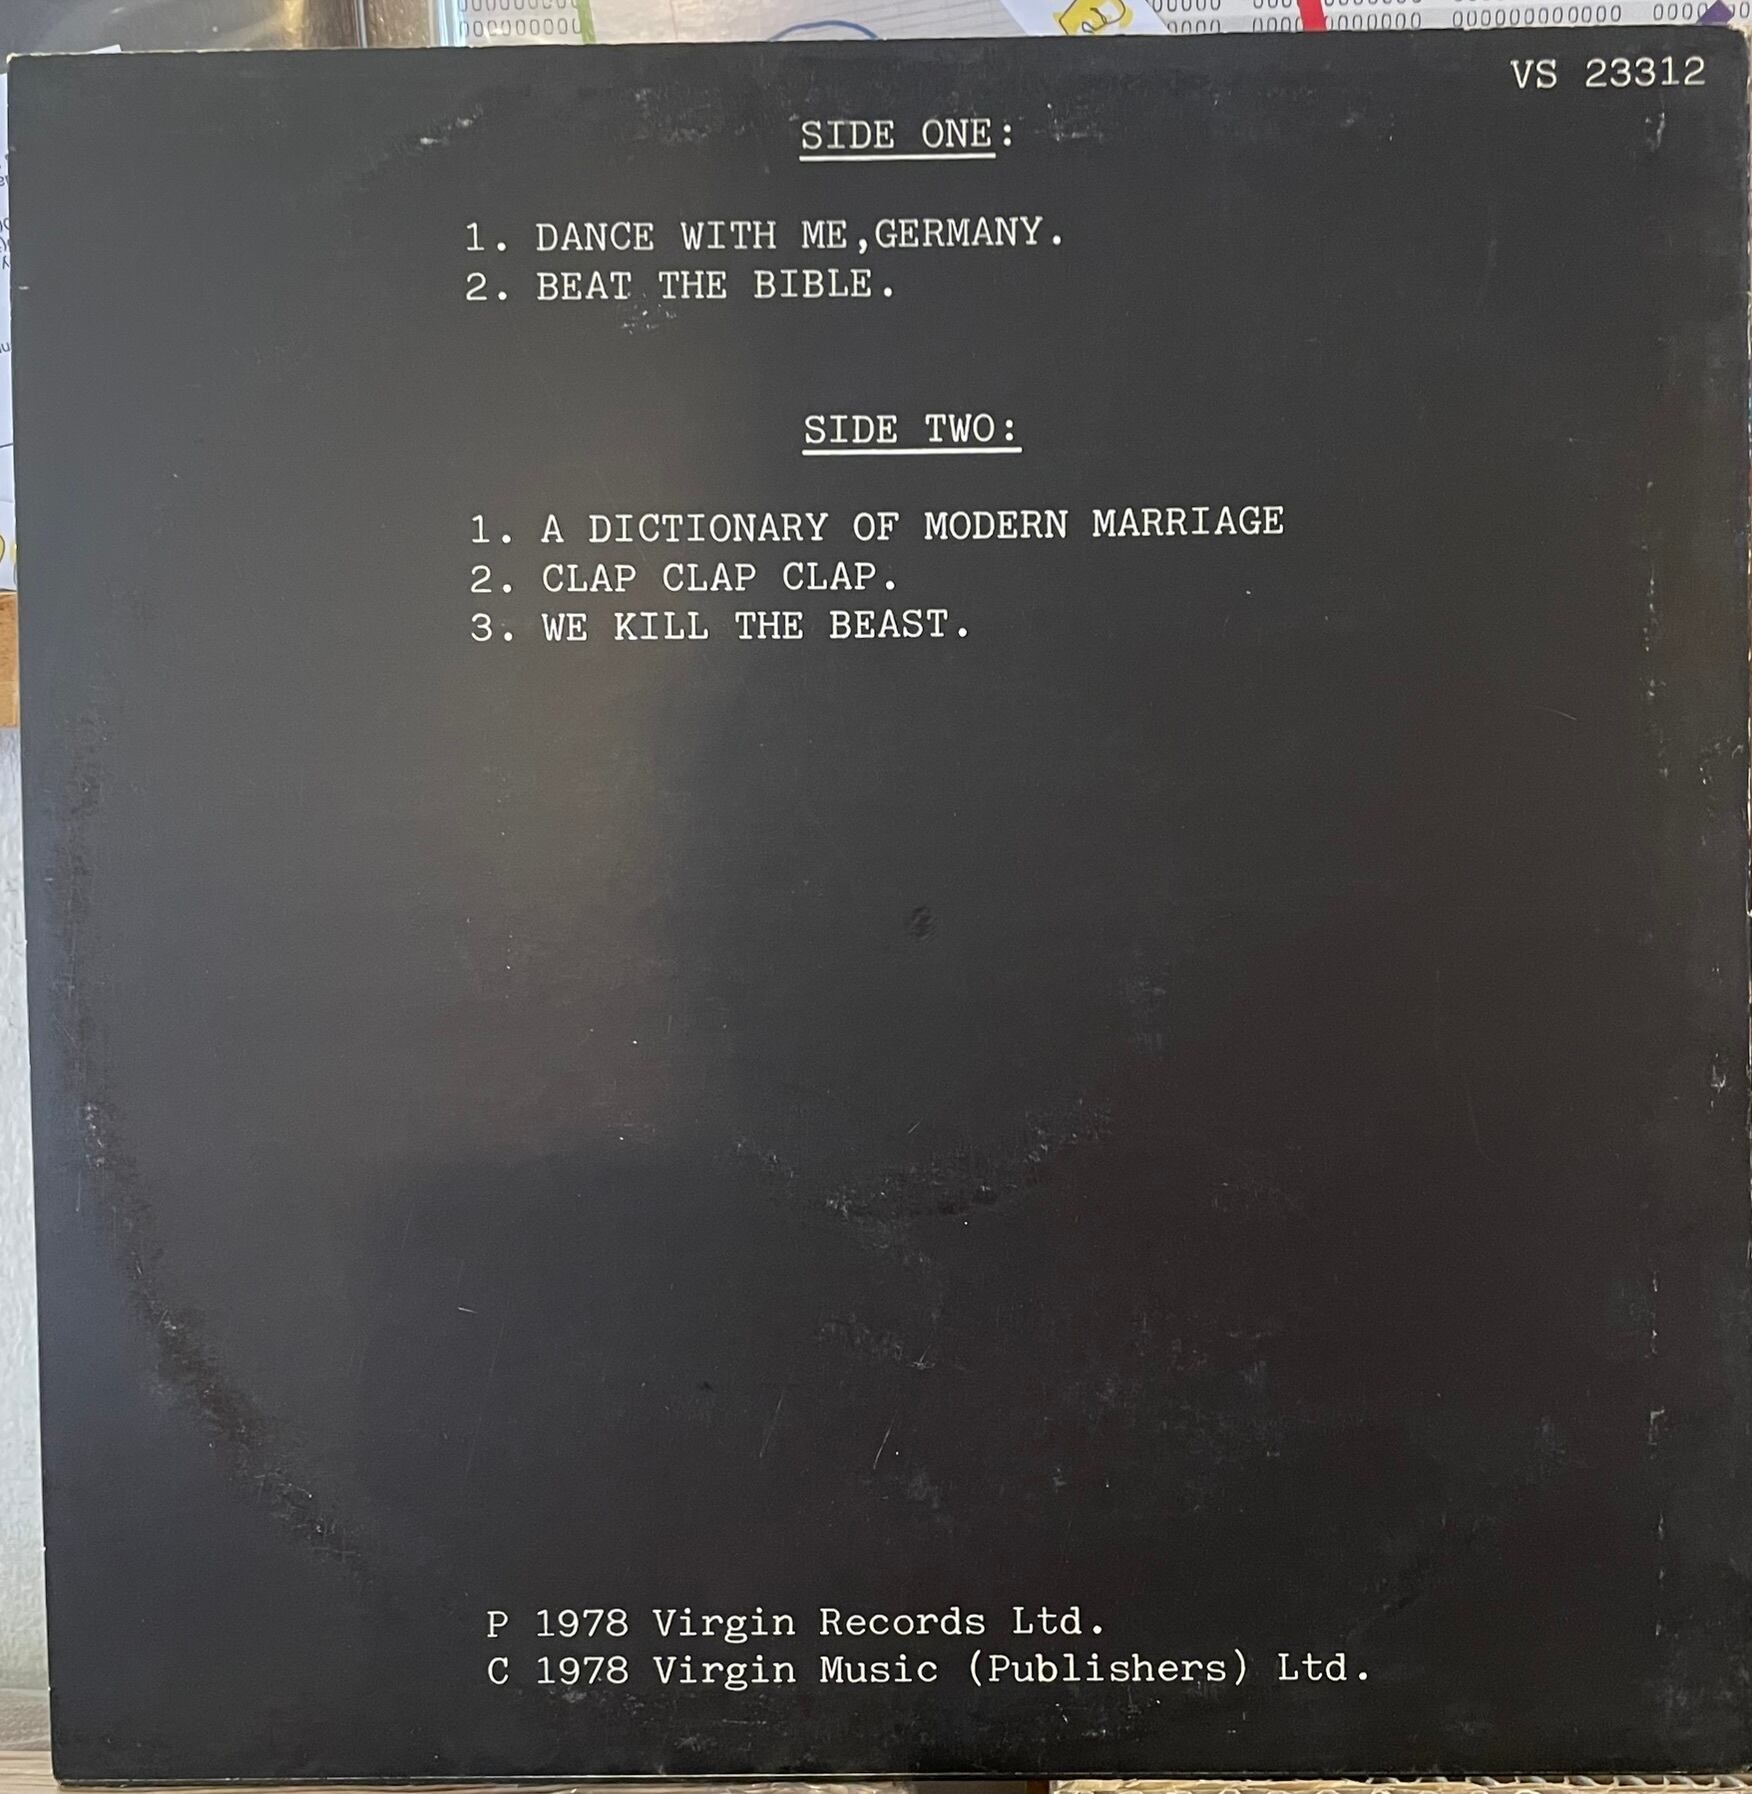 VS 23312
SIDE ONE:
1. DANCE WITH ME,GERMANY.
2. BEAT THE BIBLE.
SIDE TWO:
1. A DICTIONARY OF MODERN MARRIAGE
2. CLAP CLAP CLAP.
3. WE KILL THE BEAST.
P 1978 Virgin Records Ltd.
C 1978 Virgin Music (Publishers) Ltd.